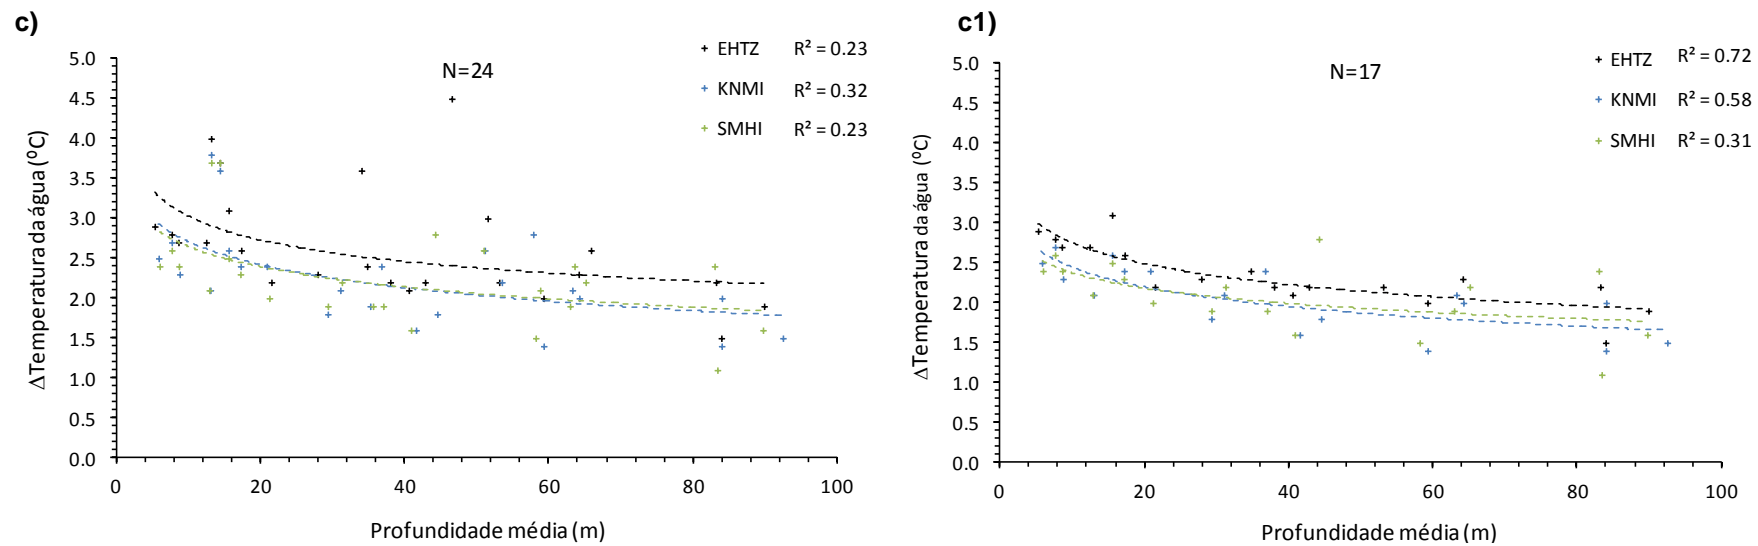 c)
N=24
EHTZ R² = 0.23
KNMI R² = 0.32
SMHI R² = 0.23
ΔTemperatura da água (⁰C)
5.0
4.5
4.0
3.5
3.0
2.5
2.0
1.5
1.0
0.5
0.0
0 20 40 60 80 100
Profundidade média (m)
c1)
N=17
EHTZ R² = 0.72
KNMI R² = 0.58
SMHI R² = 0.31
ΔTemperatura da água (⁰C)
5.0
4.5
4.0
3.5
3.0
2.5
2.0
1.5
1.0
0.5
0.0
0 20 40 60 80 100
Profundidade média (m)